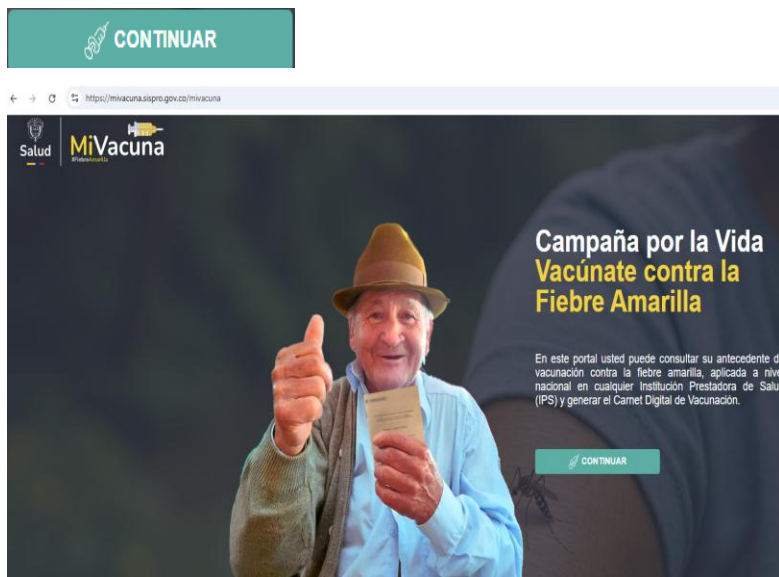 CONTINUAR
https://mivacuna.sispro.gov.co/mivacuna
Salud
MiVacuna
#FiebreAmarilla
Campaña por la Vida
Vacúnate contra la
Fiebre Amarilla
En este portal usted puede consultar su antecedente d
vacunación contra la fiebre amarilla, aplicada a nive
nacional en cualquier Institución Prestadora de Salu
(IPS) y generar el Carnet Digital de Vacunación.
CONTINUAR